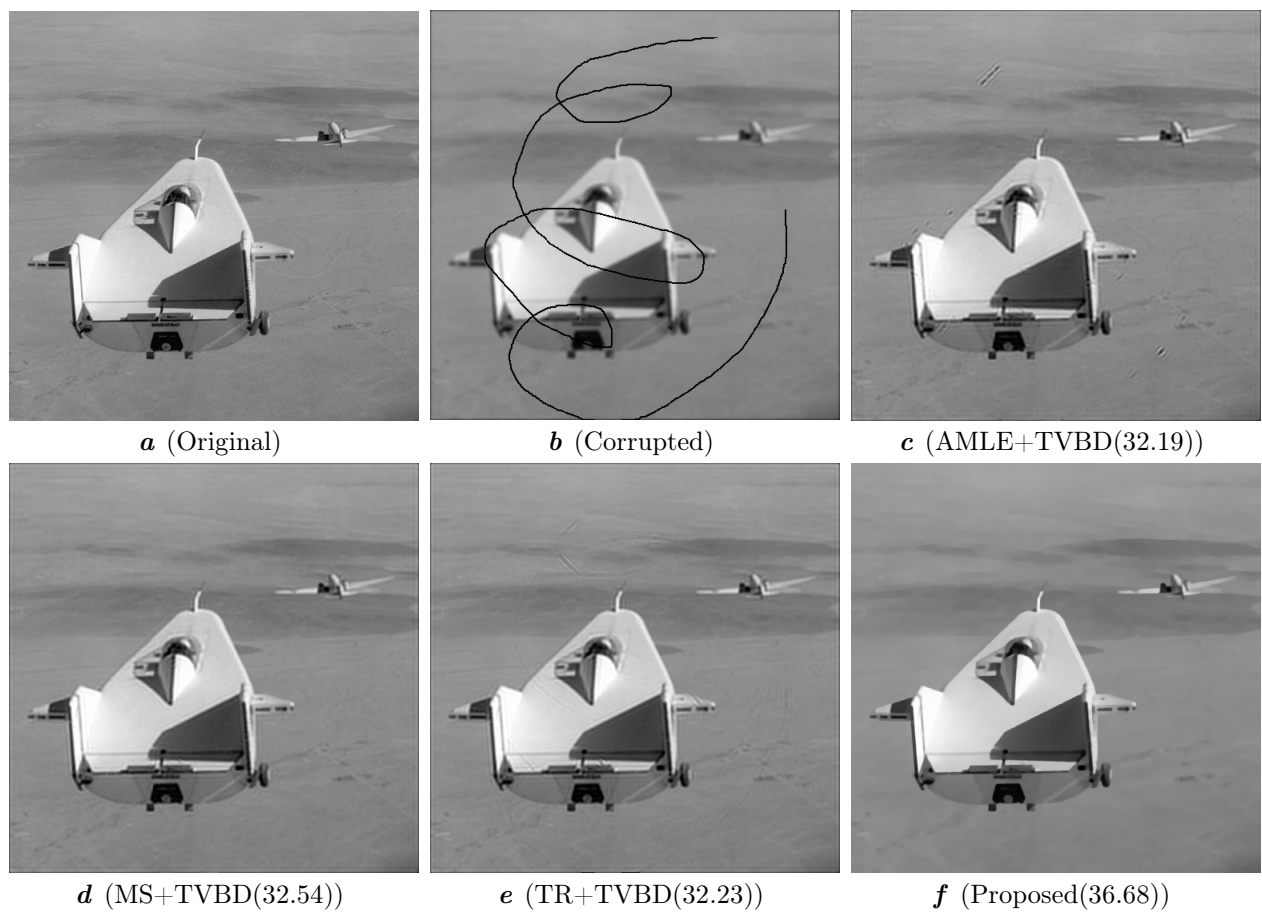 a (Original)
b (Corrupted)
c (AMLE+TVBD(32.19))
d (MS+TVBD(32.54))
e (TR+TVBD(32.23))
f (Proposed(36.68))